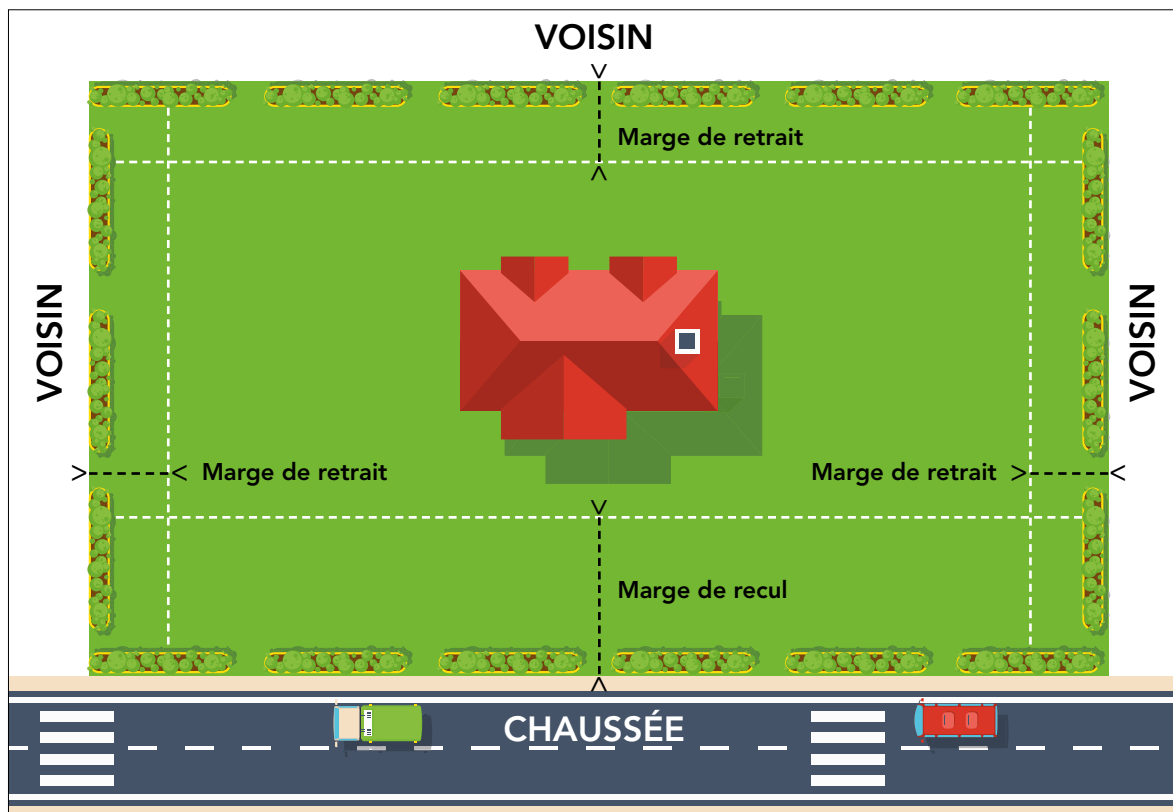 VOISIN
Marge de retrait
VOISIN
VOISIN
Marge de retrait
Marge de retrait
Marge de recul
CHAUSSÉE